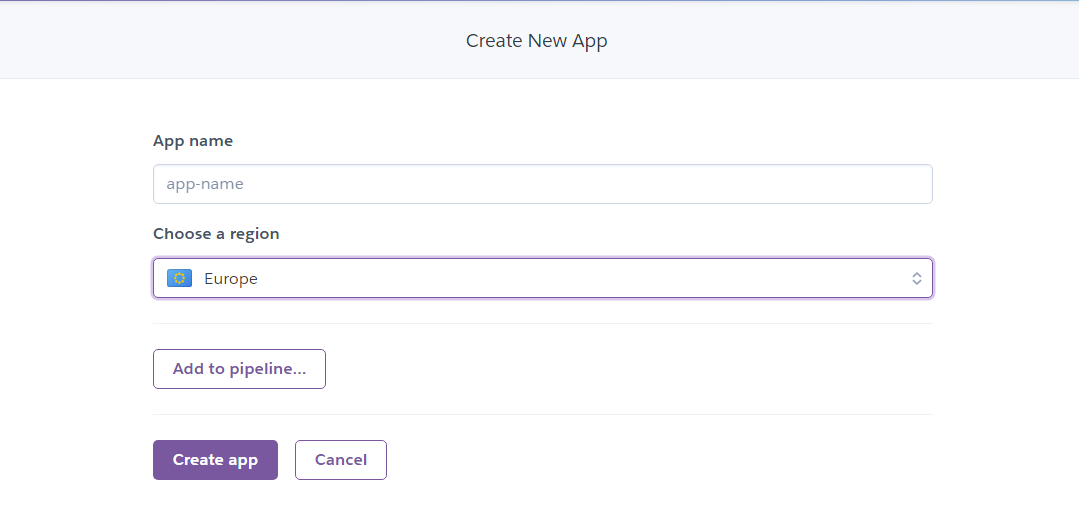 Create New App
App name
app-name
Choose a region
Europe
Add to pipeline...
Create app
Cancel